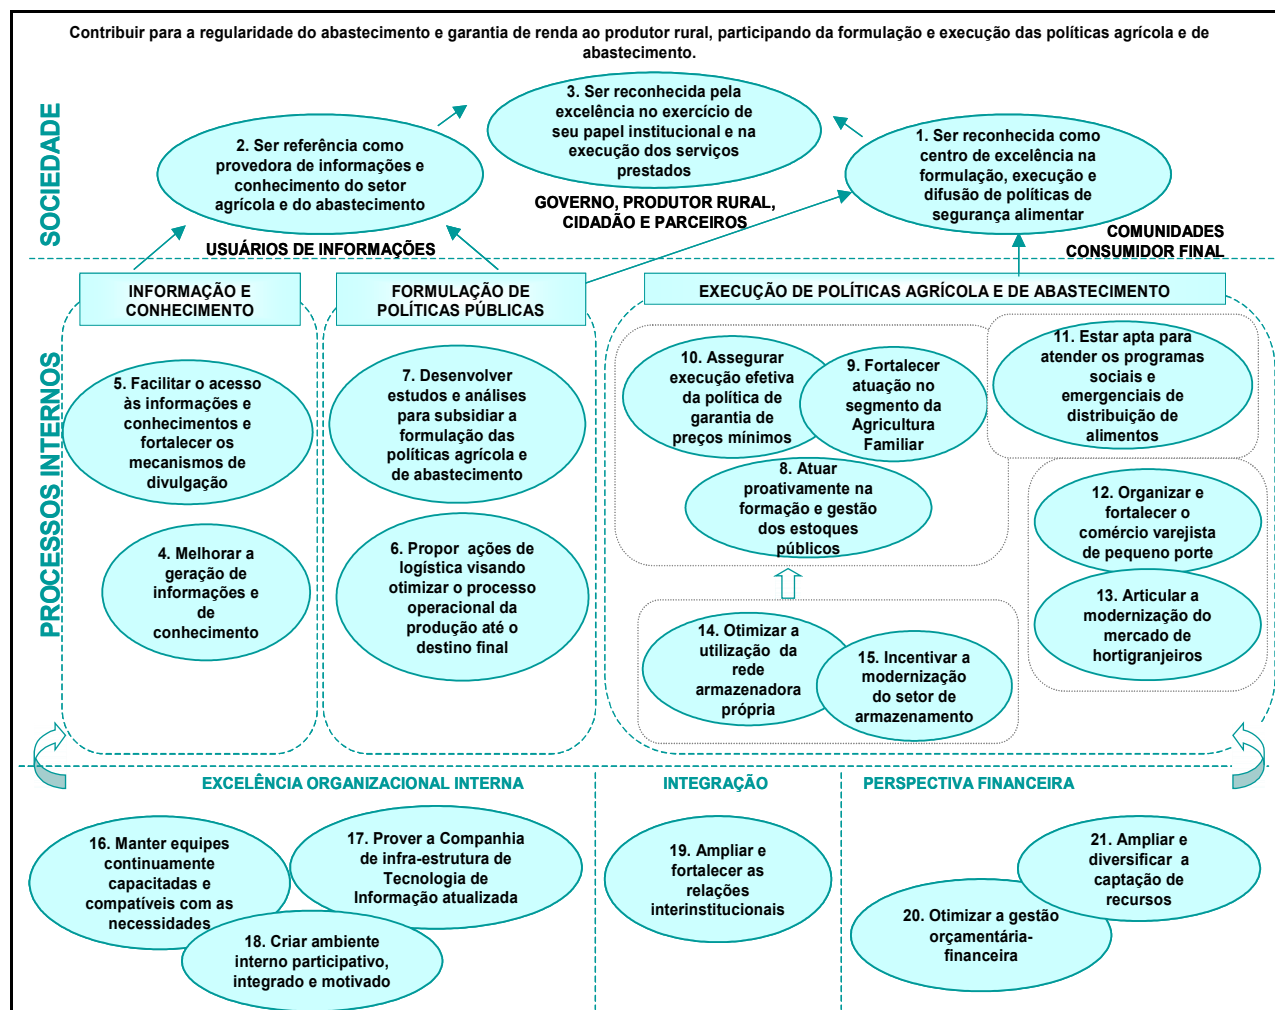 Contribuir para a regularidade do abastecimento e garantia de renda ao produtor rural, participando da formulação e execução das políticas agrícola e de
abastecimento.
SOCIEDADE
3. Ser reconhecida pela
excelência no exercício de
seu papel institucional e na
execução dos serviços
prestados
2. Ser referência como
provedora de informações e
conhecimento do setor
agrícola e do abastecimento
1. Ser reconhecida como
centro de excelência na
formulação, execução e
difusão de políticas de
segurança alimentar
GOVERNO, PRODUTOR RURAL,
CIDADÃO E PARCEIROS
USUÁRIOS DE INFORMAÇÕES
COMUNIDADES
CONSUMIDOR FINAL
PROCESSOS INTERNOS
INFORMAÇÃO E
CONHECIMENTO
5. Facilitar o acesso
às informações e
conhecimentos e
fortalecer os
mecanismos de
divulgação
4. Melhorar a
geração de
informações e
de
conhecimento
FORMULAÇÃO DE
POLÍTICAS PÚBLICAS
7. Desenvolver
estudos e análises
para subsidiar a
formulação das
políticas agrícola e
de abastecimento
6. Propor ações de
logística visando
otimizar o processo
operacional da
produção até o
destino final
EXECUÇÃO DE POLÍTICAS AGRÍCOLA E DE ABASTECIMENTO
10. Assegurar
execução efetiva
da política de
garantia de
preços mínimos
9. Fortalecer
atuação no
segmento da
Agricultura
Familiar
11. Estar apta para
atender os programas
sociais e
emergenciais de
distribuição de
alimentos
8. Atuar
proativamente na
formação e gestão
dos estoques
públicos
12. Organizar e
fortalecer o
comércio varejista
de pequeno porte
13. Articular a
modernização do
mercado de
hortigranjeiros
14. Otimizar a
utilização da
rede
armazenadora
própria
15. Incentivar a
modernização
do setor de
armazenamento
EXCELÊNCIA ORGANIZACIONAL INTERNA
16. Manter equipes
continuamente
capacitadas e
compatíveis com as
necessidades
17. Prover a Companhia
de infra-estrutura de
Tecnologia de
Informação atualizada
18. Criar ambiente
interno participativo,
integrado e motivado
INTEGRAÇÃO
19. Ampliar e
fortalecer as
relações
interinstitucionais
PERSPECTIVA FINANCEIRA
21. Ampliar e
diversificar a
captação de
recursos
20. Otimizar a gestão
orçamentária-
financeira